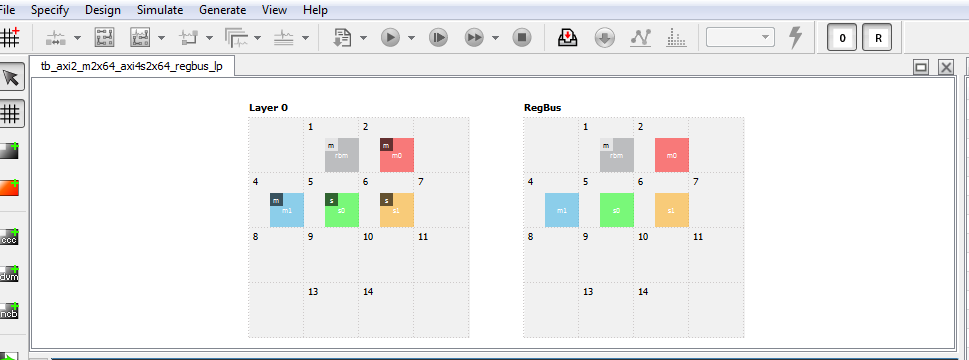 File Specify Design Simulate Generate View Help
0 R
tb_axi2_m2x64_axi4s2x64_regbus_lp
Layer 0 RegBus
1 2 1 2
m m m
rbm m0 rbm m0
4 5 6 7 4 5 6 7
m s s
m1 s0 s1 m1 s0 s1
8 9 10 11 8 9 10 11
ccc
dvm
13 14 13 14
ncb